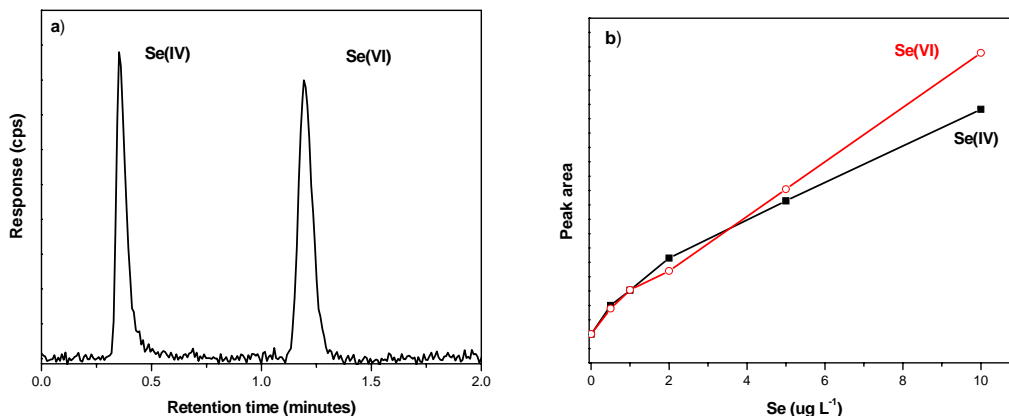 a)
Se(IV)
Se(VI)
Response (cps)
0.0 0.5 1.0 1.5 2.0
Retention time (minutes)
b)
Se(VI)
Se(IV)
Peak area
0 2 4 6 8 10
Se (ug L⁻¹)